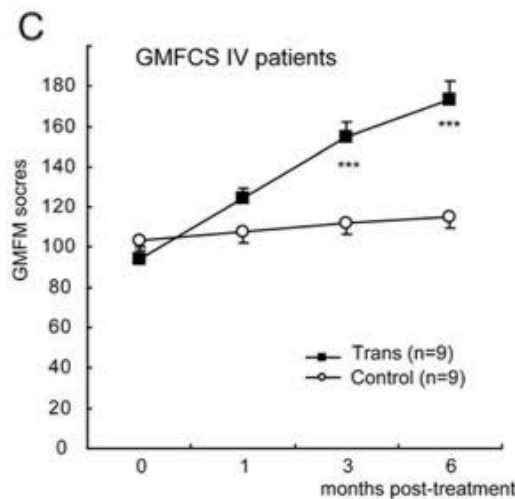 C
GMFCS IV patients
GMFM socres
180
160
140
120
100
80
60
40
20
0
***
***
Trans (n=9)
Control (n=9)
0 1 3 6
months post-treatment